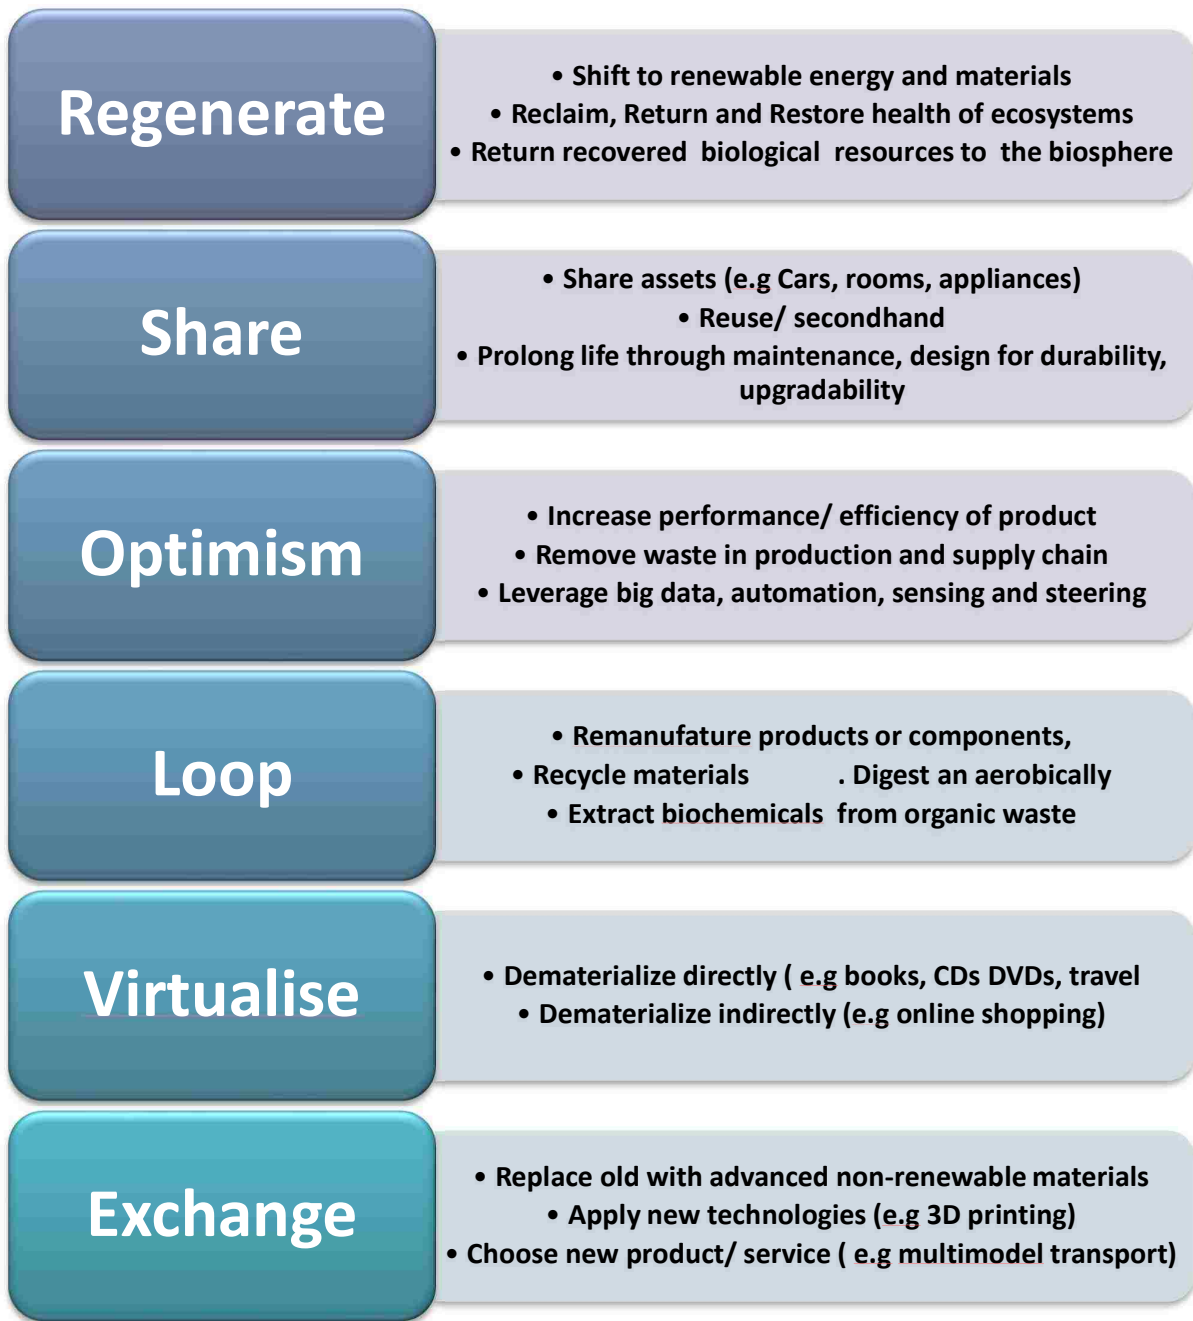 Regenerate
• Shift to renewable energy and materials
• Reclaim, Return and Restore health of ecosystems
• Return recovered biological resources to the biosphere
Share
• Share assets (e.g Cars, rooms, appliances)
• Reuse/ secondhand
• Prolong life through maintenance, design for durability,
upgradability
Optimism
• Increase performance/ efficiency of product
• Remove waste in production and supply chain
• Leverage big data, automation, sensing and steering
Loop
• Remanufature products or components,
• Recycle materials . Digest an aerobically
• Extract biochemicals from organic waste
Virtualise
• Dematerialize directly ( e.g books, CDs DVDs, travel
• Dematerialize indirectly (e.g online shopping)
Exchange
• Replace old with advanced non-renewable materials
• Apply new technologies (e.g 3D printing)
• Choose new product/ service ( e.g multimodel transport)